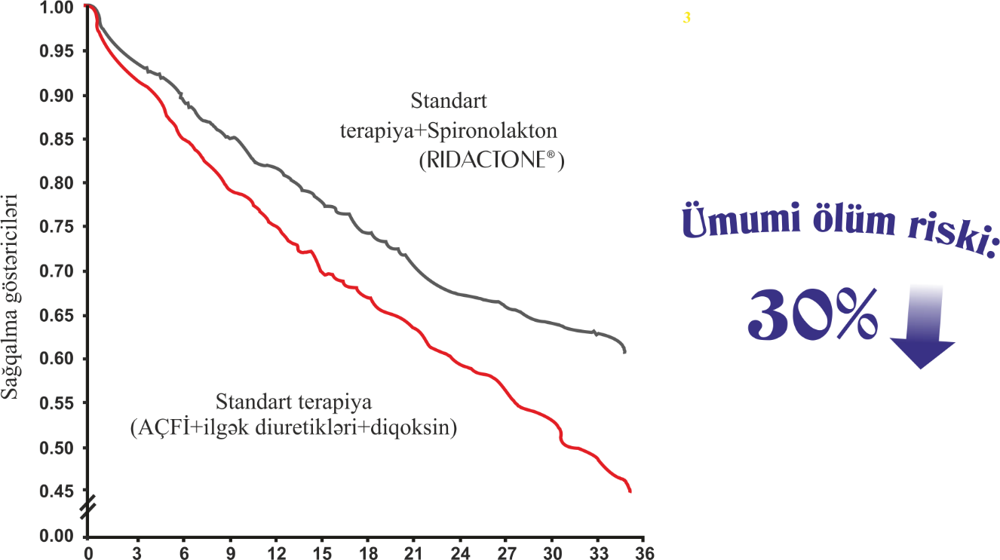 1.00
0.95
0.90
0.85
0.80
0.75
0.70
0.65
0.60
0.55
0.50
0.45
0.00
Sağqalma göstəriciləri
0 3 6 9 12 15 18 21 24 27 30 33 36
Standart
terapiya+Spironolakton
(RIDACTONE®)
Standart terapiya
(AÇFİ+ilgək diuretikləri+diqoksin)
3
Ümumi ölüm riski:
30%